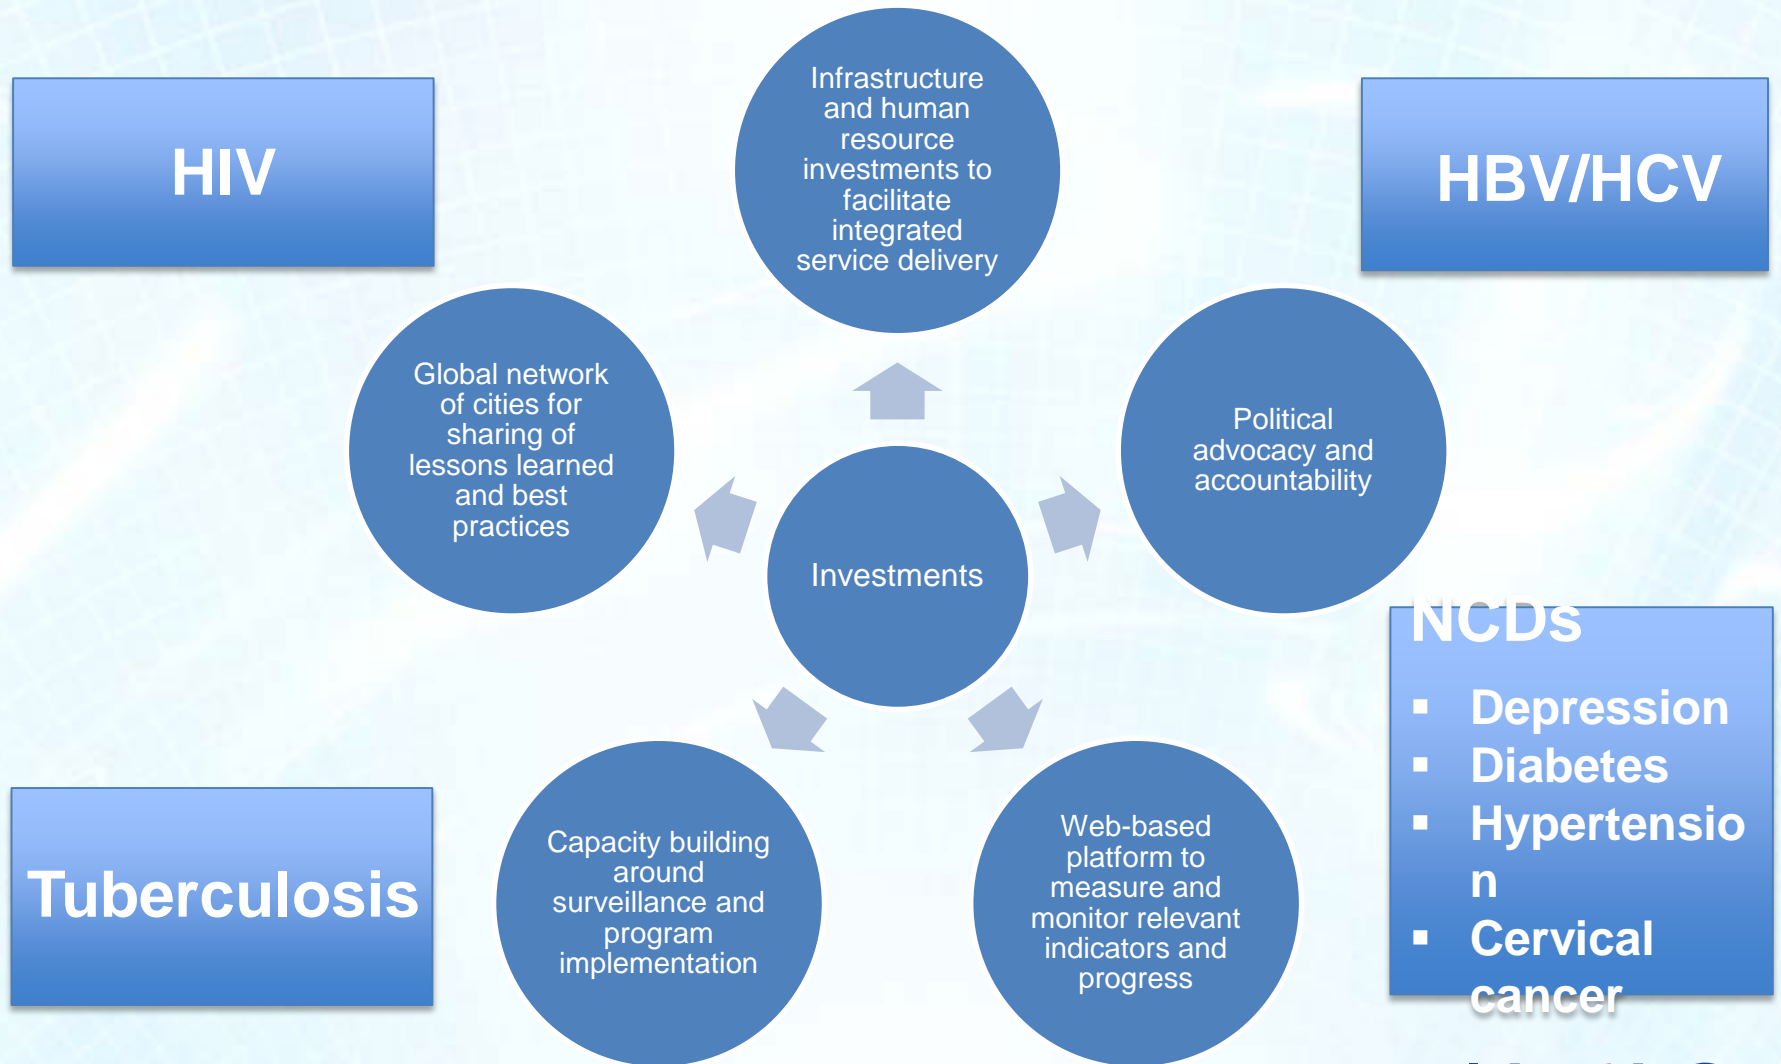 Infrastructure
and human
resource
investments to
facilitate
integrated
service delivery
HIV
HBV/HCV
Global network
of cities for
sharing of
lessons learned
and best
practices
Political
advocacy and
accountability
Investments
NCDs
▪ Depression
▪ Diabetes
▪ Hypertensio
n
▪ Cervical
cancer
Tuberculosis
Capacity building
around
surveillance and
program
implementation
Web-based
platform to
measure and
monitor relevant
indicators and
progress